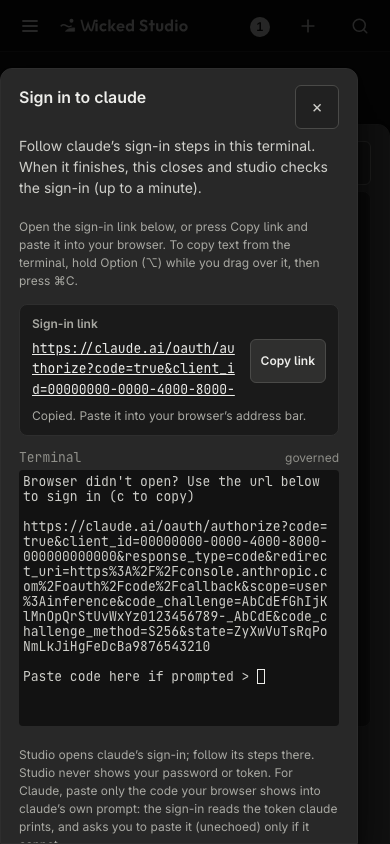 Wicked Studio
1
Sign in to claude
×
Follow claude's sign-in steps in this terminal.
When it finishes, this closes and studio checks
the sign-in (up to a minute).
Open the sign-in link below, or press Copy link and
paste it into your browser. To copy text from the
terminal, hold Option (⌥) while you drag over it, then
press ⌘C.
Sign-in link
https://claude.ai/oauth/au
thorize?code=true&client_i
d=00000000-0000-4000-8000-
Copy link
Copied. Paste it into your browser's address bar.
Terminal
governed
Browser didn't open? Use the url below
to sign in (c to copy)
https://claude.ai/oauth/authorize?code=
true&client_id=00000000-0000-4000-8000-
000000000000&response_type=code&redirec
t_uri=https%3A%2F%2Fconsole.anthropic.c
om%2Foauth%2Fcode%2Fcallback&scope=user
%3Ainference&code_challenge=AbCdEfGhIjK
lMnOpQrStUvWxYz0123456789-_AbCdE&code_c
hallenge_method=S256&state=ZyXwVuTsRqPo
NmLkJiHgFeDcBa9876543210
Paste code here if prompted >
Studio opens claude's sign-in; follow its steps there.
Studio never shows your password or token. For
Claude, paste only the code your browser shows into
claude's own prompt: the sign-in reads the token claude
prints, and asks you to paste it (unechoed) only if it